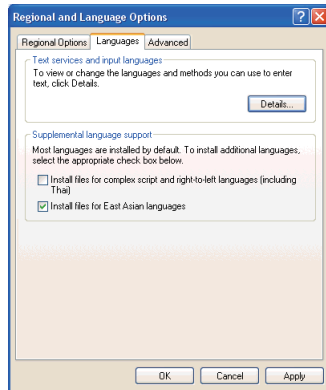 Regional and Language Options
Regional Options Languages Advanced
Text services and input languages
To view or change the languages and methods you can use to enter
text, click Details.
Details...
Supplemental language support
Most languages are installed by default. To install additional languages,
select the appropriate check box below.
Install files for complex script and right-to-left languages (including
Thai)
Install files for East Asian languages
OK Cancel Apply